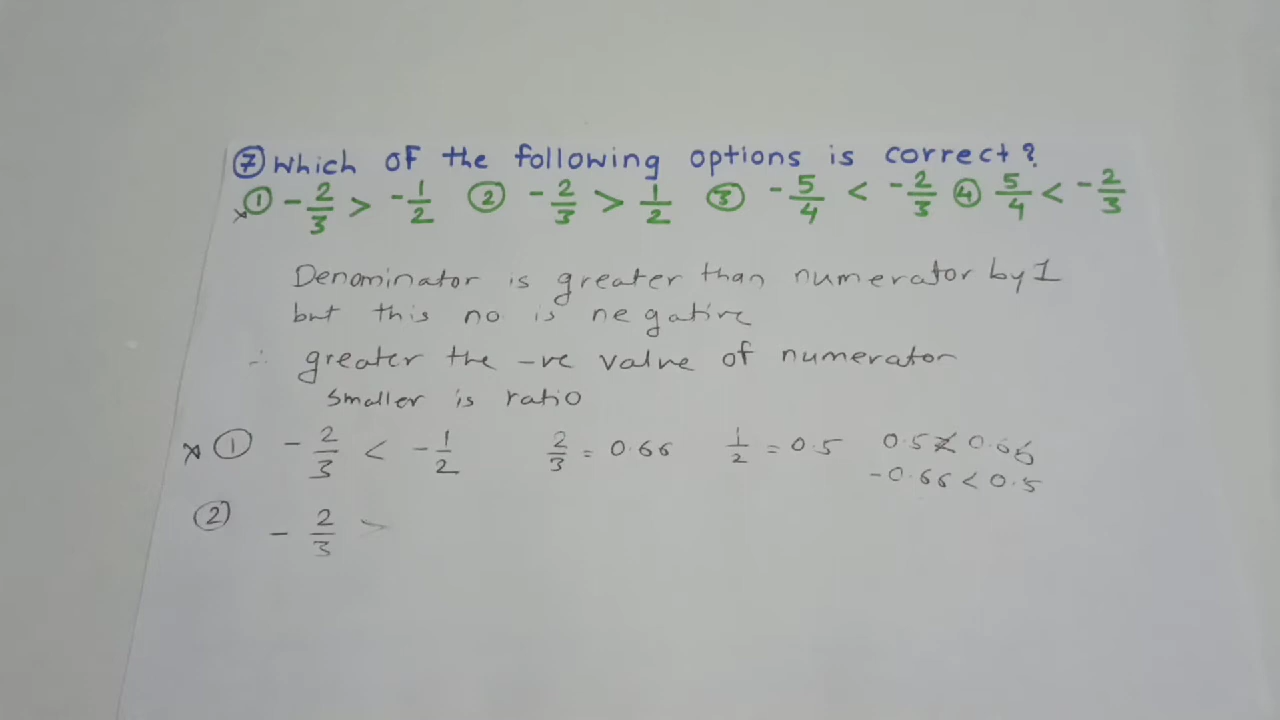 ⑦ Which of the following options is correct?
x ① - 2/3 > - 1/2 ② - 2/3 > 1/2 ③ - 5/4 < - 2/3 ④ 5/4 < - 2/3
Denominator is greater than numerator by 1
but this no is negative
∴ greater the -ve value of numerator
smaller is ratio
x ① - 2/3 < - 1/2 2/3 = 0.66 1/2 = 0.5 0.5 < 0.66
-0.66 < 0.5
② - 2/3 >